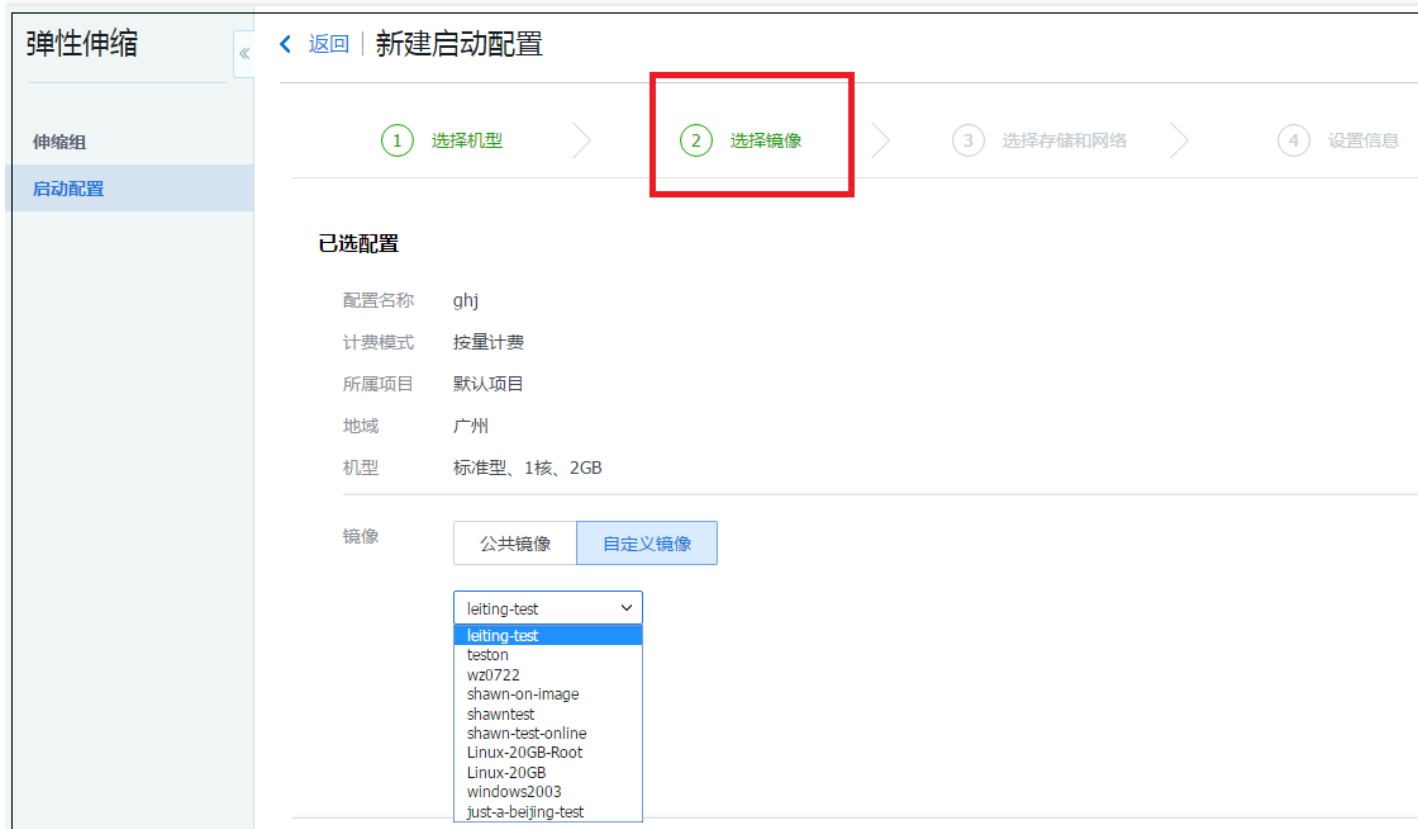 弹性伸缩
«
返回 | 新建启动配置
伸缩组
启动配置
1 选择机型
2 选择镜像
3 选择存储和网络
4 设置信息
已选配置
配置名称 ghj
计费模式 按量计费
所属项目 默认项目
地域 广州
机型 标准型、1核、2GB
镜像 公共镜像 自定义镜像
leiting-test
leiting-test
teston
wz0722
shawn-on-image
shawntest
shawn-test-online
Linux-20GB-Root
Linux-20GB
windows2003
just-a-beijing-test